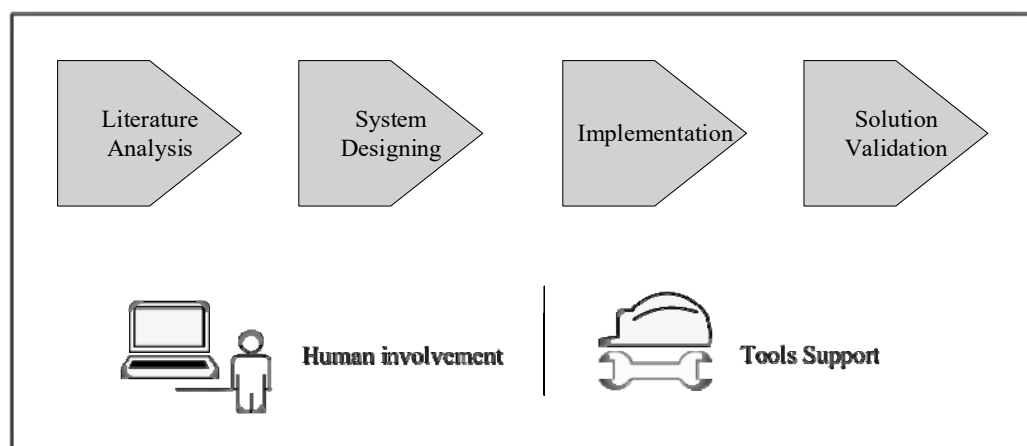 Literature
Analysis
System
Designing
Implementation
Solution
Validation
Human involvement
Tools Support